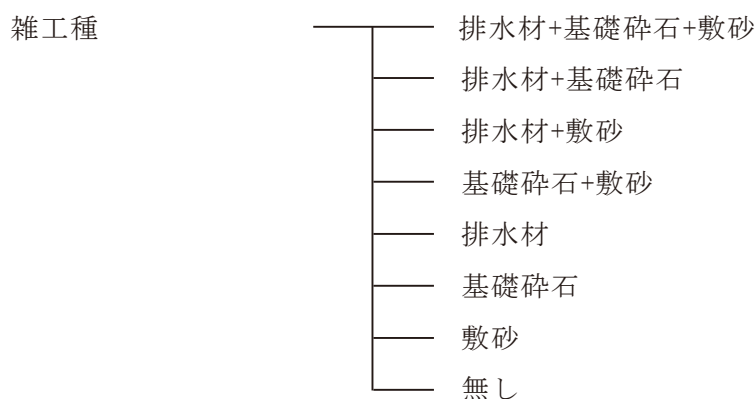 雑工種
排水材+基礎砕石+敷砂
排水材+基礎砕石
排水材+敷砂
基礎砕石+敷砂
排水材
基礎砕石
敷砂
無し